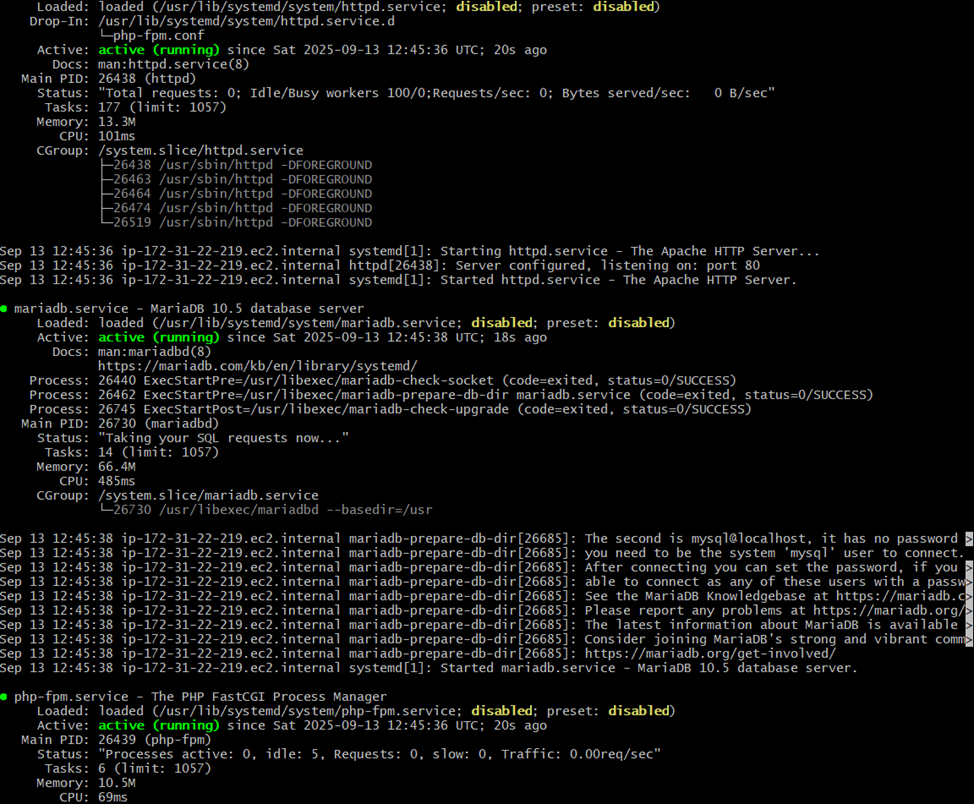 Loaded: loaded (/usr/lib/systemd/system/httpd.service; disabled; preset: disabled)
Drop-In: /usr/lib/systemd/system/httpd.service.d
└─php-fpm.conf
Active: active (running) since Sat 2025-09-13 12:45:36 UTC; 20s ago
Docs: man:httpd.service(8)
Main PID: 26438 (httpd)
Status: "Total requests: 0; Idle/Busy workers 100/0;Requests/sec: 0; Bytes served/sec:   0 B/sec"
Tasks: 177 (limit: 1057)
Memory: 13.3M
CPU: 101ms
CGroup: /system.slice/httpd.service
├─26438 /usr/sbin/httpd -DFOREGROUND
├─26463 /usr/sbin/httpd -DFOREGROUND
├─26464 /usr/sbin/httpd -DFOREGROUND
├─26474 /usr/sbin/httpd -DFOREGROUND
└─26519 /usr/sbin/httpd -DFOREGROUND
Sep 13 12:45:36 ip-172-31-22-219.ec2.internal systemd[1]: Starting httpd.service - The Apache HTTP Server...
Sep 13 12:45:36 ip-172-31-22-219.ec2.internal httpd[26438]: Server configured, listening on: port 80
Sep 13 12:45:36 ip-172-31-22-219.ec2.internal systemd[1]: Started httpd.service - The Apache HTTP Server.
● mariadb.service - MariaDB 10.5 database server
Loaded: loaded (/usr/lib/systemd/system/mariadb.service; disabled; preset: disabled)
Active: active (running) since Sat 2025-09-13 12:45:38 UTC; 18s ago
Docs: man:mariadbd(8)
https://mariadb.com/kb/en/library/systemd/
Process: 26440 ExecStartPre=/usr/libexec/mariadb-check-socket (code=exited, status=0/SUCCESS)
Process: 26462 ExecStartPre=/usr/libexec/mariadb-prepare-db-dir mariadb.service (code=exited, status=0/SUCCESS)
Process: 26745 ExecStartPost=/usr/libexec/mariadb-check-upgrade (code=exited, status=0/SUCCESS)
Main PID: 26730 (mariadbd)
Status: "Taking your SQL requests now..."
Tasks: 14 (limit: 1057)
Memory: 66.4M
CPU: 485ms
CGroup: /system.slice/mariadb.service
└─26730 /usr/libexec/mariadbd --basedir=/usr
Sep 13 12:45:38 ip-172-31-22-219.ec2.internal mariadb-prepare-db-dir[26685]: The second is mysql@localhost, it has no password >
Sep 13 12:45:38 ip-172-31-22-219.ec2.internal mariadb-prepare-db-dir[26685]: you need to be the system 'mysql' user to connect.
Sep 13 12:45:38 ip-172-31-22-219.ec2.internal mariadb-prepare-db-dir[26685]: After connecting you can set the password, if you >
Sep 13 12:45:38 ip-172-31-22-219.ec2.internal mariadb-prepare-db-dir[26685]: able to connect as any of these users with a passw>
Sep 13 12:45:38 ip-172-31-22-219.ec2.internal mariadb-prepare-db-dir[26685]: See the MariaDB Knowledgebase at https://mariadb.c>
Sep 13 12:45:38 ip-172-31-22-219.ec2.internal mariadb-prepare-db-dir[26685]: Please report any problems at https://mariadb.org/>
Sep 13 12:45:38 ip-172-31-22-219.ec2.internal mariadb-prepare-db-dir[26685]: The latest information about MariaDB is available >
Sep 13 12:45:38 ip-172-31-22-219.ec2.internal mariadb-prepare-db-dir[26685]: Consider joining MariaDB's strong and vibrant comm>
Sep 13 12:45:38 ip-172-31-22-219.ec2.internal mariadb-prepare-db-dir[26685]: https://mariadb.org/get-involved/
Sep 13 12:45:38 ip-172-31-22-219.ec2.internal systemd[1]: Started mariadb.service - MariaDB 10.5 database server.
● php-fpm.service - The PHP FastCGI Process Manager
Loaded: loaded (/usr/lib/systemd/system/php-fpm.service; disabled; preset: disabled)
Active: active (running) since Sat 2025-09-13 12:45:36 UTC; 20s ago
Main PID: 26439 (php-fpm)
Status: "Processes active: 0, idle: 5, Requests: 0, slow: 0, Traffic: 0.00req/sec"
Tasks: 6 (limit: 1057)
Memory: 10.5M
CPU: 69ms